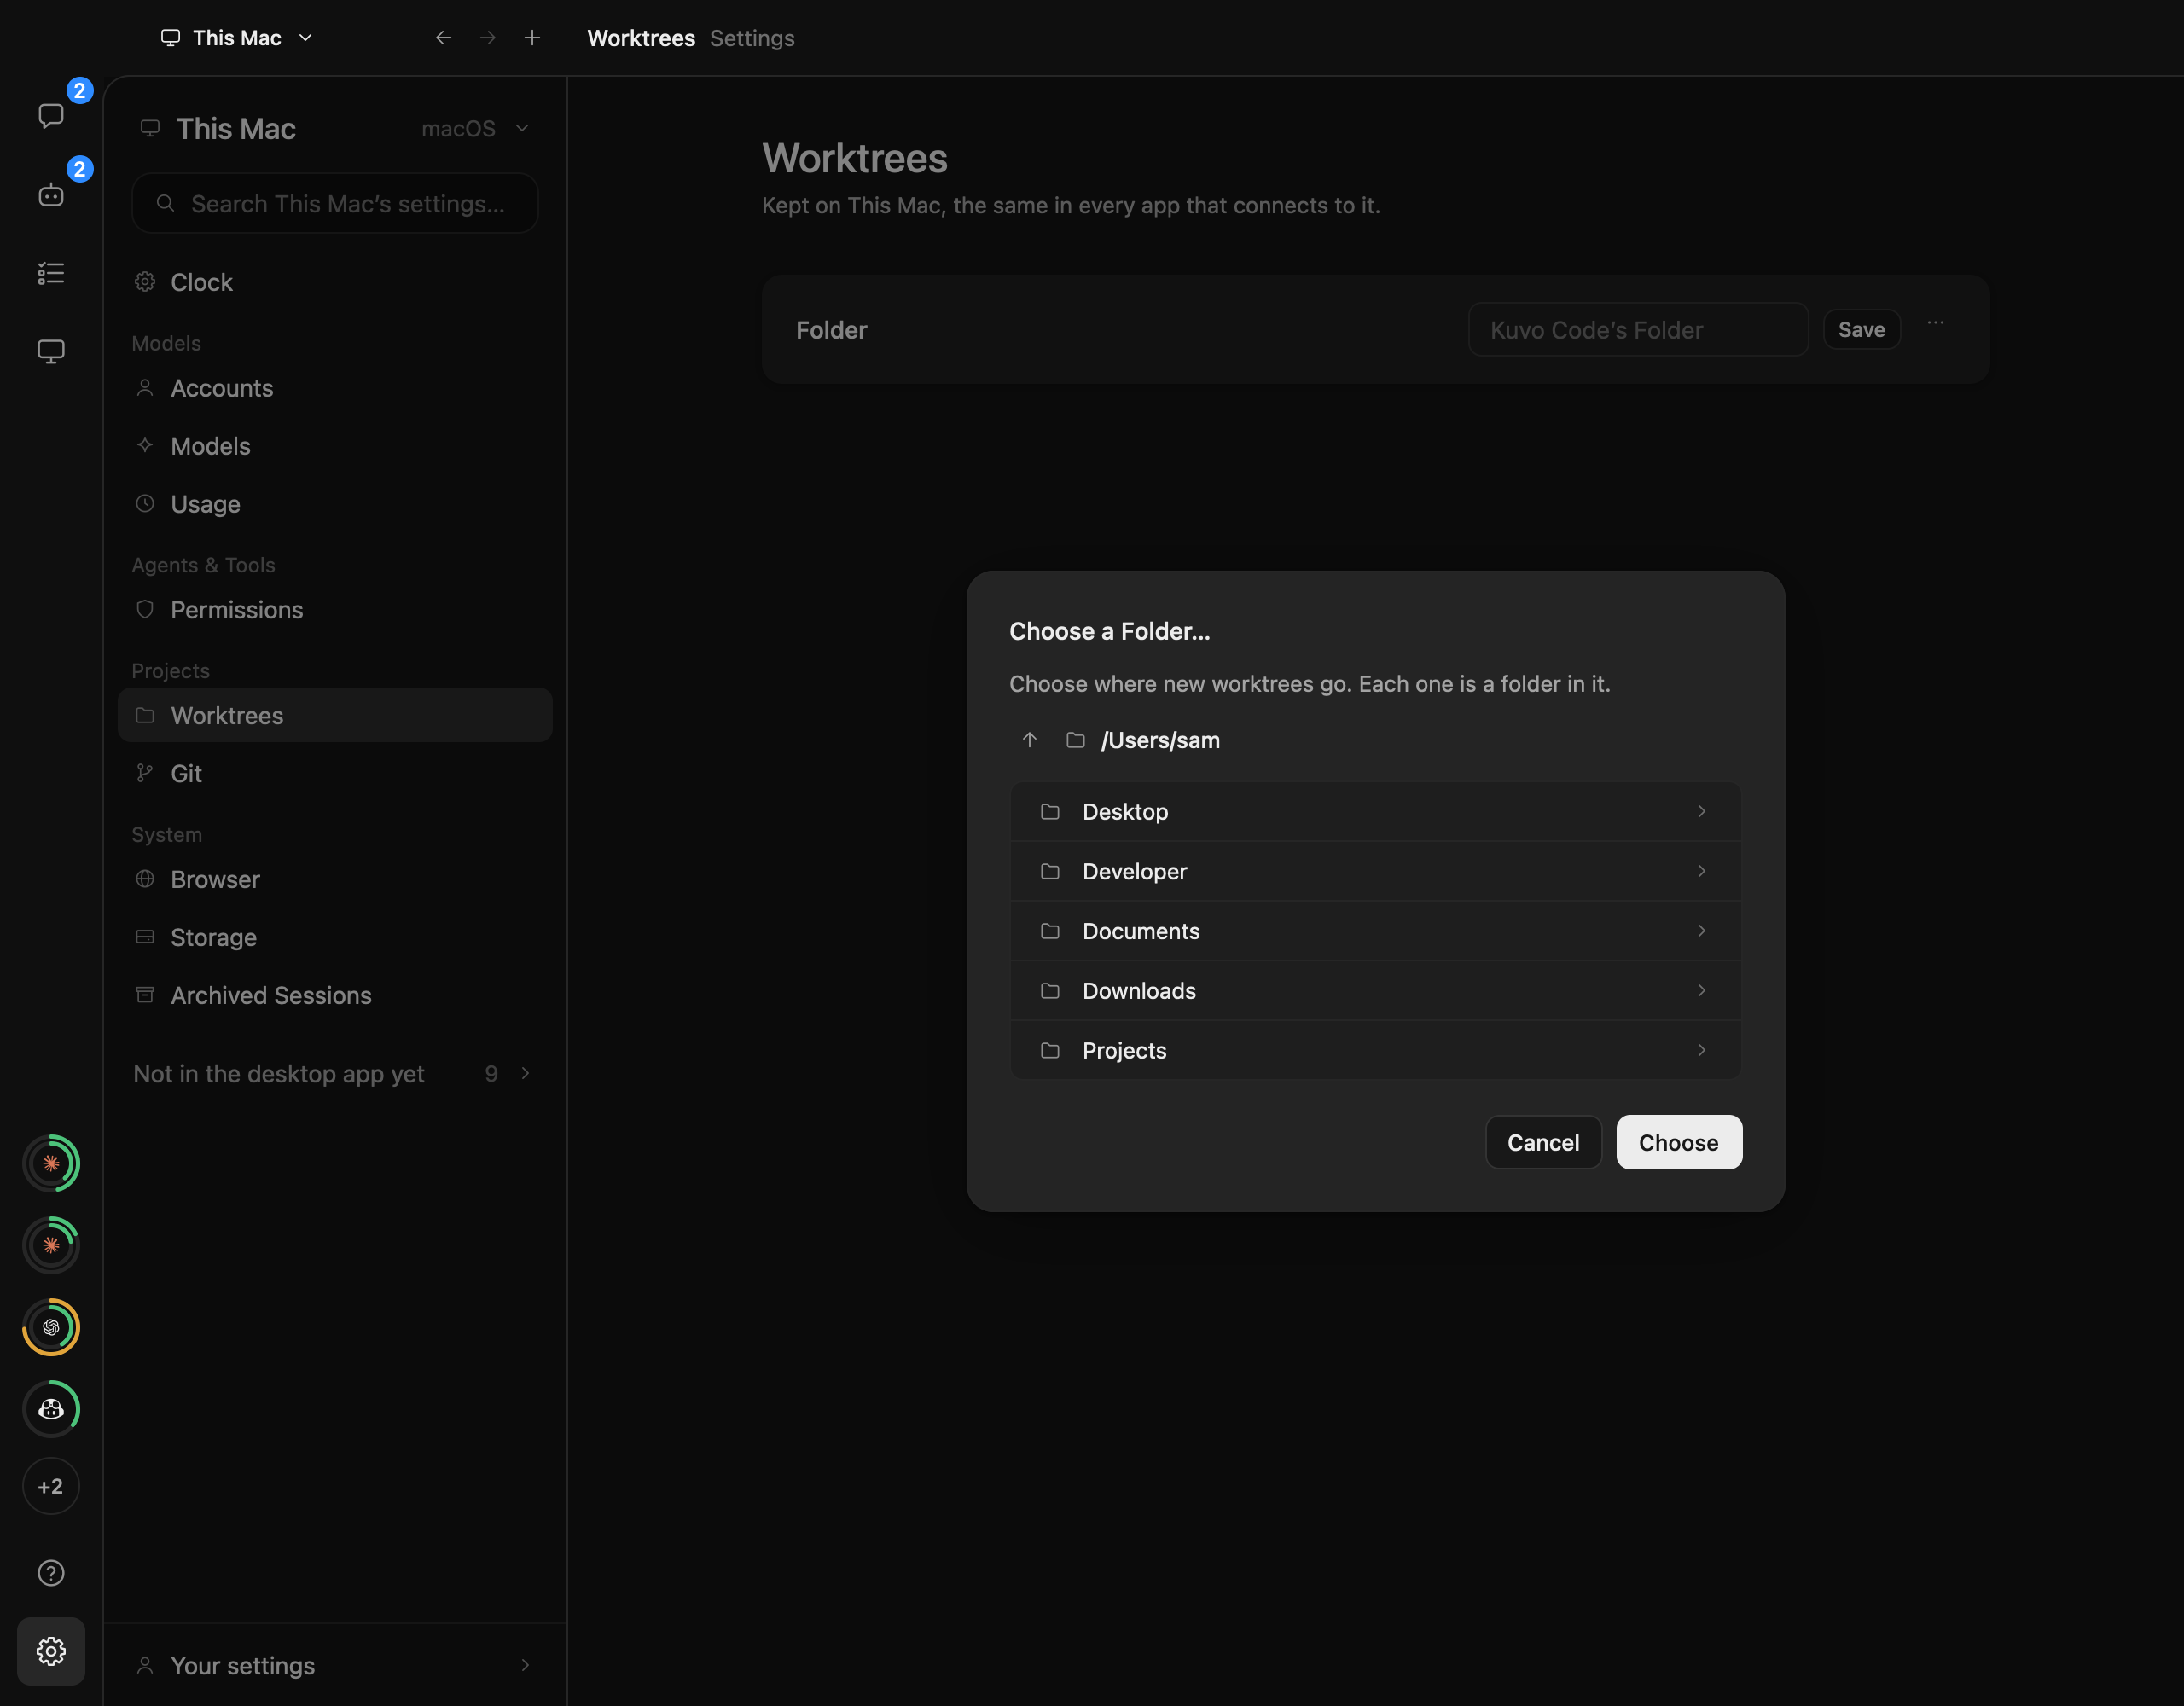 This Mac
Worktrees Settings
2
2
This Mac macOS
Search This Mac’s settings...
Clock
Models
Accounts
Models
Usage
Agents & Tools
Permissions
Projects
Worktrees
Git
System
Browser
Storage
Archived Sessions
Not in the desktop app yet 9
+2
Your settings
Worktrees
Kept on This Mac, the same in every app that connects to it.
Folder Kuvo Code’s Folder Save
Choose a Folder...
Choose where new worktrees go. Each one is a folder in it.
/Users/sam
Desktop
Developer
Documents
Downloads
Projects
Cancel Choose